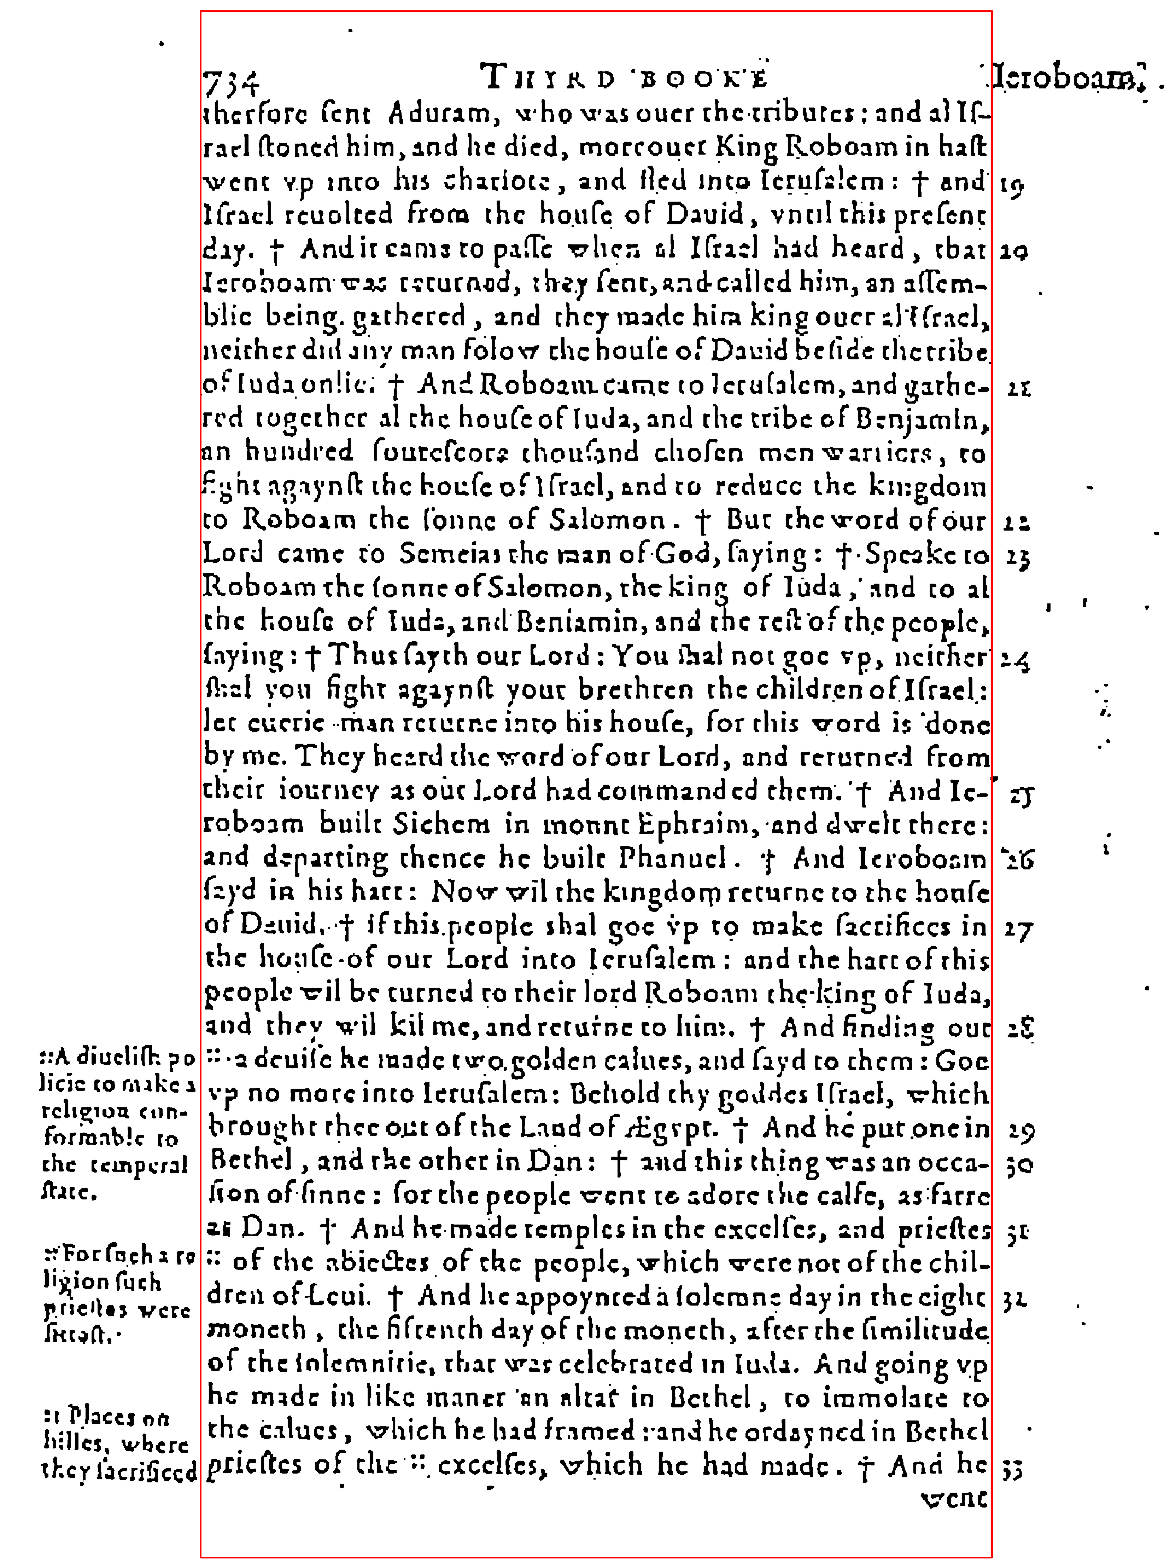 734 THIRD BOOKE Ieroboam.
therfore ſent Aduram, who was ouer the tributes: and al Iſ-
rael ſtoned him, and he died, moreouer King Roboam in haſt
went vp into his chariote, and fled into Ieruſalem: † and 19
Iſrael reuolted from the houſe of Dauid, vntil this preſent
day. † And it came to paſſe when al Iſrael had heard, that 20
Ieroboam was returned, they ſent, and called him, an aſſem-
blie being gathered, and they made him king ouer al Iſrael,
neither did any man folow the houſe of Dauid beſide the tribe
of Iuda onlie. † And Roboam came to Ieruſalem, and gathe- 21
red together al the houſe of Iuda, and the tribe of Benjamin,
an hundred foureſcore thouſand choſen men warriers, to
fight agaynſt the houſe of Iſrael, and to reduce the kingdom
to Roboam the ſonne of Salomon. † But the word of our 22
Lord came to Semeias the man of God, ſaying: † Speake to 23
Roboam the ſonne of Salomon, the king of Iuda, and to al
the houſe of Iuda, and Beniamin, and the reſt of the people,
ſaying: † Thus ſayth our Lord: You ſhal not goe vp, neither 24
ſhal you fight agaynſt your brethren the children of Iſrael:
let euerie man returne into his houſe, for this word is done
by me. They heard the word of our Lord, and returned from
their iourney as our Lord had commanded them. † And Ie- 25
roboam built Sichem in mount Ephraim, and dwelt there:
and departing thence he built Phanuel. † And Ieroboam 26
ſayd in his hart: Now wil the kingdom returne to the houſe
of Dauid, † if this people shal goe vp to make ſacrifices in 27
the houſe of our Lord into Ieruſalem: and the hart of this
people wil be turned to their lord Roboam the king of Iuda,
and they wil kil me, and returne to him. † And finding out 28
:: a deuiſe he made two golden calues, and ſayd to them: Goe
vp no more into Ieruſalem: Behold thy goddes Iſrael, which
brought thee out of the Land of Ægypt. † And he put one in 29
Bethel, and the other in Dan: † and this thing was an occa- 30
ſion of ſinne: for the people went to adore the calfe, as farre
as Dan. † And he made temples in the excelſes, and prieſtes 31
:: of the abiectes of the people, which were not of the chil-
dren of Leui. † And he appoynted a ſolemne day in the eight 32
moneth, the fiftenth day of the moneth, after the ſimilitude
of the ſolemnitie, that was celebrated in Iuda. And going vp
he made in like maner an altar in Bethel, to immolate to
the calues, which he had framed: and he ordayned in Bethel
prieſtes of the :: excelſes, which he had made. † And he 33
went
:: A diueliſh po
licie to make a
religion con-
formable to
the temporal
ſtate.
:: For ſuch a re
ligion ſuch
prieſtes were
fitteſt.
:: Places on
hilles, where
they ſacrificed